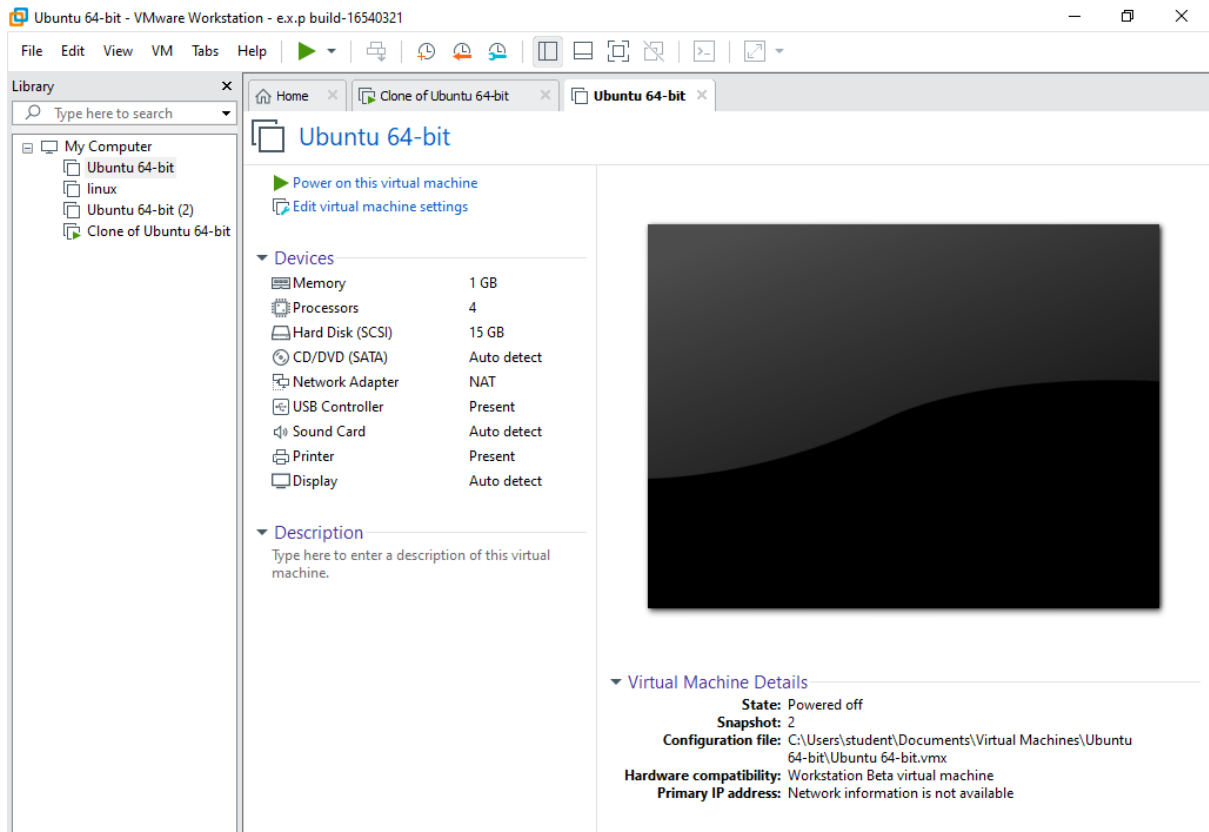 Ubuntu 64-bit - VMware Workstation - e.x.p build-16540321
File Edit View VM Tabs Help
Library
Type here to search
My Computer
Ubuntu 64-bit
linux
Ubuntu 64-bit (2)
Clone of Ubuntu 64-bit
Home Clone of Ubuntu 64-bit Ubuntu 64-bit
Ubuntu 64-bit
Power on this virtual machine
Edit virtual machine settings
Devices
Memory 1 GB
Processors 4
Hard Disk (SCSI) 15 GB
CD/DVD (SATA) Auto detect
Network Adapter NAT
USB Controller Present
Sound Card Auto detect
Printer Present
Display Auto detect
Description
Type here to enter a description of this virtual
machine.
Virtual Machine Details
State: Powered off
Snapshot: 2
Configuration file: C:\Users\student\Documents\Virtual Machines\Ubuntu
64-bit\Ubuntu 64-bit.vmx
Hardware compatibility: Workstation Beta virtual machine
Primary IP address: Network information is not available